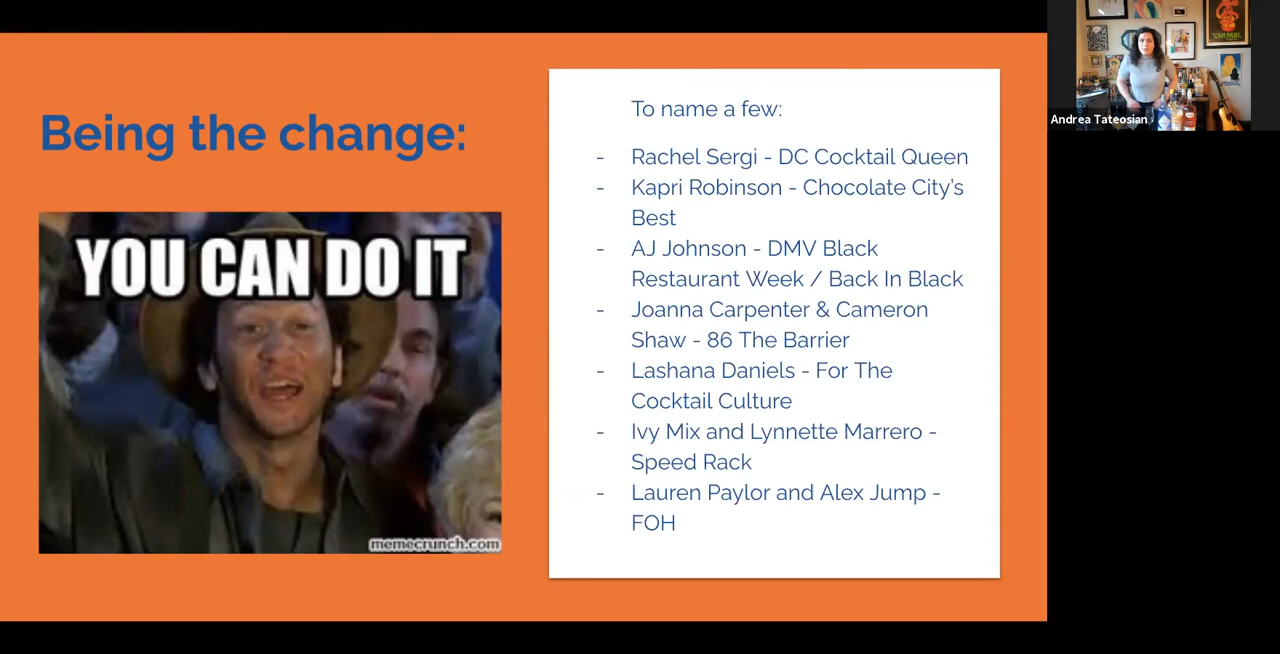 Being the change:
YOU CAN DO IT
memecrunch.com
To name a few:
- Rachel Sergi - DC Cocktail Queen
- Kapri Robinson - Chocolate City's
Best
- AJ Johnson - DMV Black
Restaurant Week / Back In Black
- Joanna Carpenter & Cameron
Shaw - 86 The Barrier
- Lashana Daniels - For The
Cocktail Culture
- Ivy Mix and Lynnette Marrero -
Speed Rack
- Lauren Paylor and Alex Jump -
FOH
Andrea Tateosian